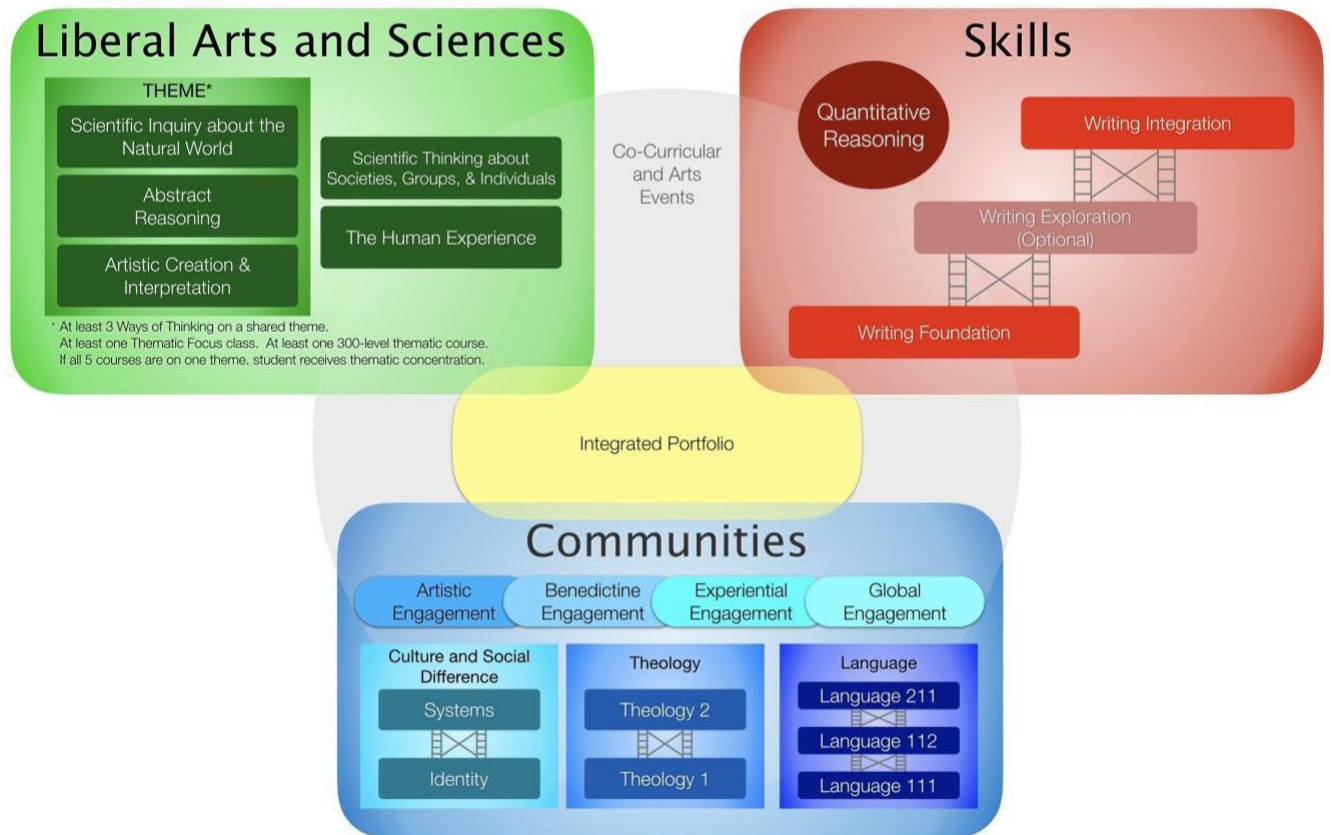 Liberal Arts and Sciences
THEME*
Scientific Inquiry about the
Natural World
Abstract
Reasoning
Artistic Creation &
Interpretation
Scientific Thinking about
Societies, Groups, & Individuals
The Human Experience
* At least 3 Ways of Thinking on a shared theme.
At least one Thematic Focus class. At least one 300-level thematic course.
If all 5 courses are on one theme, student receives thematic concentration.
Co-Curricular
and Arts
Events
Skills
Quantitative
Reasoning
Writing Integration
Writing Exploration
(Optional)
Writing Foundation
Integrated Portfolio
Communities
Artistic
Engagement
Benedictine
Engagement
Experiential
Engagement
Global
Engagement
Culture and Social
Difference
Systems
Identity
Theology
Theology 2
Theology 1
Language
Language 211
Language 112
Language 111